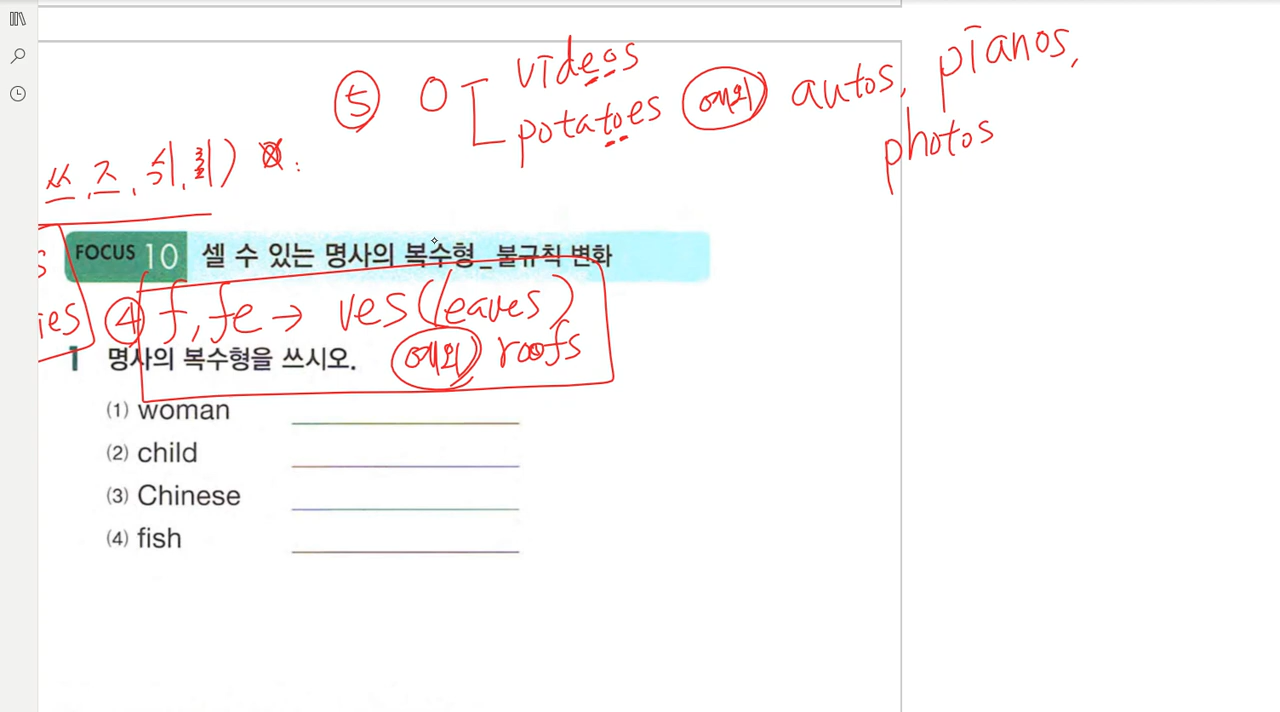 ⑤ O videos
potatoes 예외 autos, pianos,
photos
쓰, 즈,
FOCUS 10 셀 수 있는 명사의 복수형_불규칙 변화
s
ies ④ f, fe → ves (leaves)
예외 roofs
1 명사의 복수형을 쓰시오.
(1) woman
(2) child
(3) Chinese
(4) fish